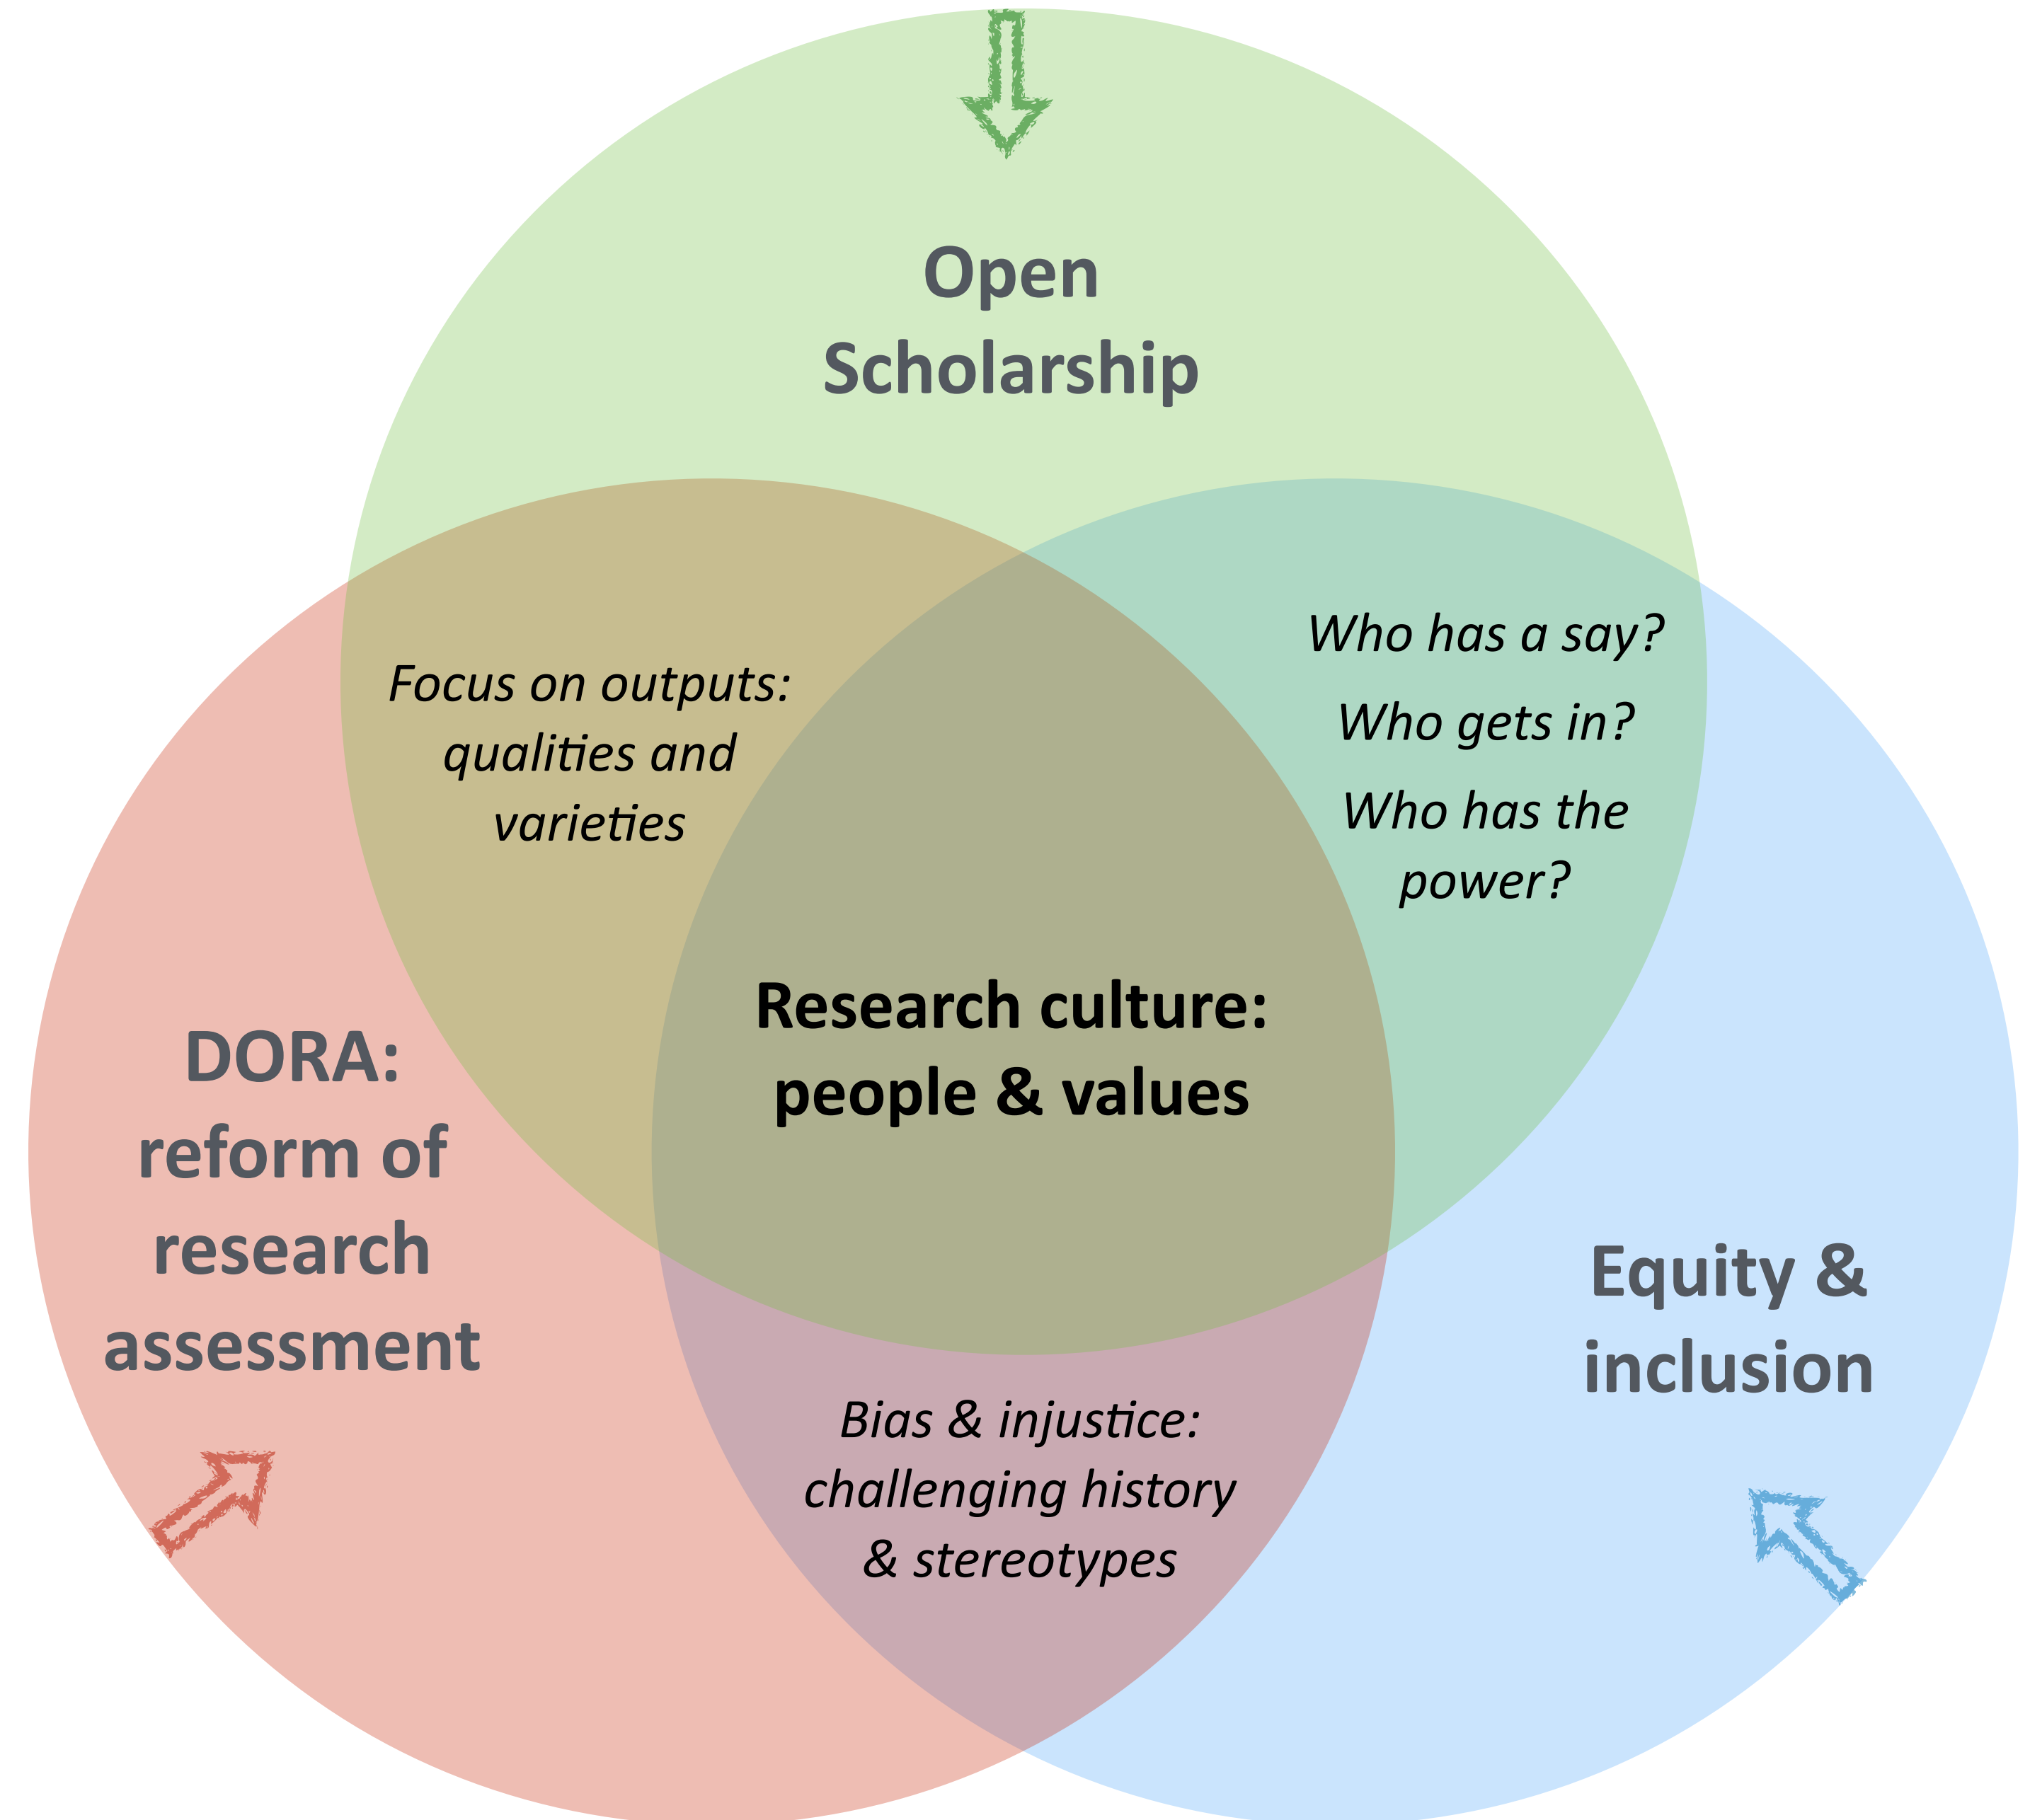 Open
Scholarship
Focus on outputs:
qualities and
varieties
Who has a say?
Who gets in?
Who has the
power?
Research culture:
people & values
DORA:
reform of
research
assessment
Equity &
inclusion
Bias & injustice:
challenging history
& stereotypes